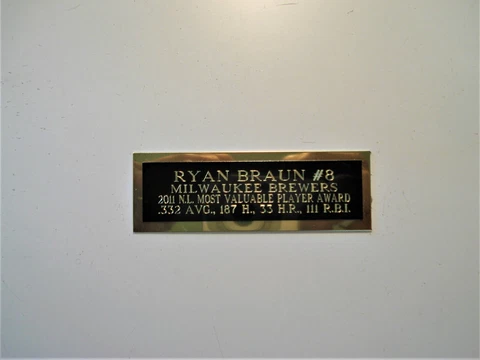 RYAN BRAUN #8
MILWAUKEE BREWERS
2011 N.L. MOST VALUABLE PLAYER AWARD
.332 AVG., 187 H., 33 H.R., 111 R.B.I.